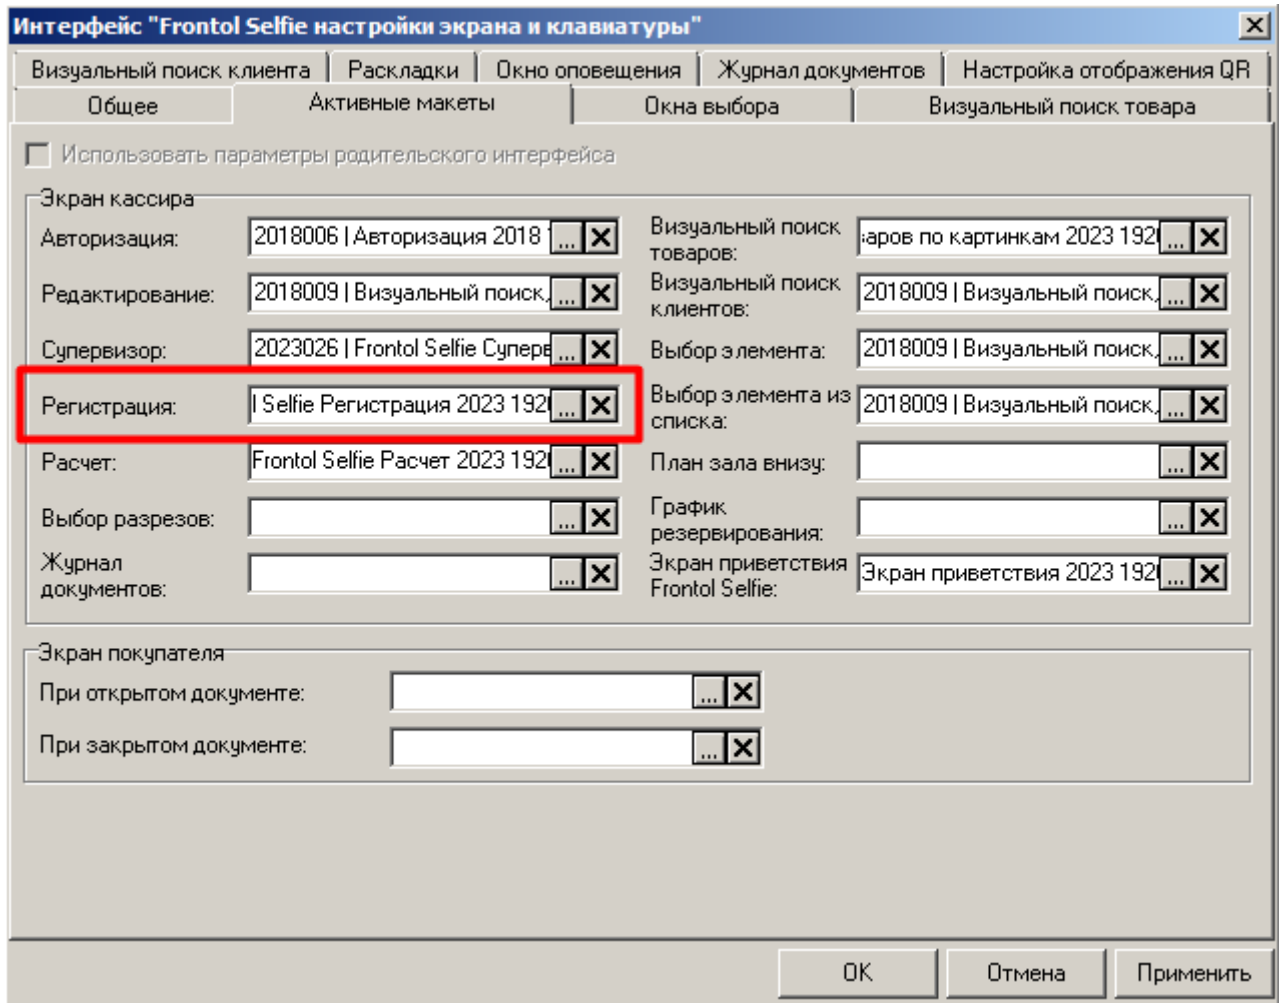 Интерфейс "Frontol Selfie настройки экрана и клавиатуры"
Визуальный поиск клиента
Раскладки
Окно оповещения
Журнал документов
Настройка отображения QR
Общее
Активные макеты
Окна выбора
Визуальный поиск товара
Использовать параметры родительского интерфейса
Экран кассира
Авторизация:
2018006 | Авторизация 2018
...
Редактирование:
2018009 | Визуальный поиск,
...
Супервизор:
2023026 | Frontol Selfie Суперв
...
Регистрация:
l Selfie Регистрация 2023 192
...
Расчет:
Frontol Selfie Расчет 2023 192
...
Выбор разрезов:
...
Журнал
документов:
...
Визуальный поиск
товаров:
аров по картинкам 2023 192
...
Визуальный поиск
клиентов:
2018009 | Визуальный поиск,
...
Выбор элемента:
2018009 | Визуальный поиск,
...
Выбор элемента из
списка:
2018009 | Визуальный поиск,
...
План зала внизу:
...
График
резервирования:
...
Экран приветствия
Frontol Selfie:
Экран приветствия 2023 192
...
Экран покупателя
При открытом документе:
...
При закрытом документе:
...
OK
Отмена
Применить